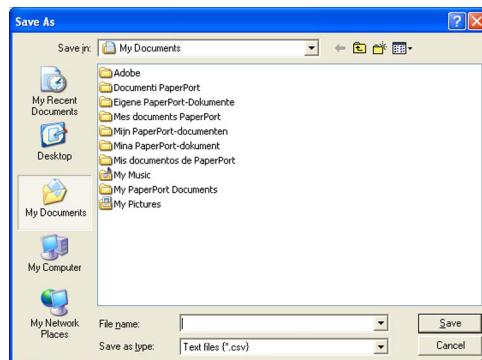 Save As
Save in:
My Documents
My Recent
Documents
Desktop
My Documents
My Computer
My Network
Places
Adobe
Documenti PaperPort
Eigene PaperPort-Dokumente
Mes documents PaperPort
Mijn PaperPort-documenten
Mina PaperPort-dokument
Mis documentos de PaperPort
My Music
My PaperPort Documents
My Pictures
File name:
Save
Save as type:
Text files {*.csv}
Cancel